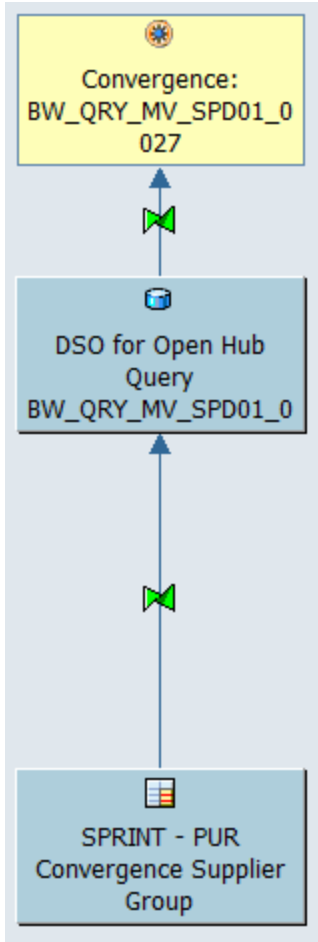 Convergence:
BW_QRY_MV_SPD01_0
027
DSO for Open Hub
Query
BW_QRY_MV_SPD01_0
SPRINT - PUR
Convergence Supplier
Group